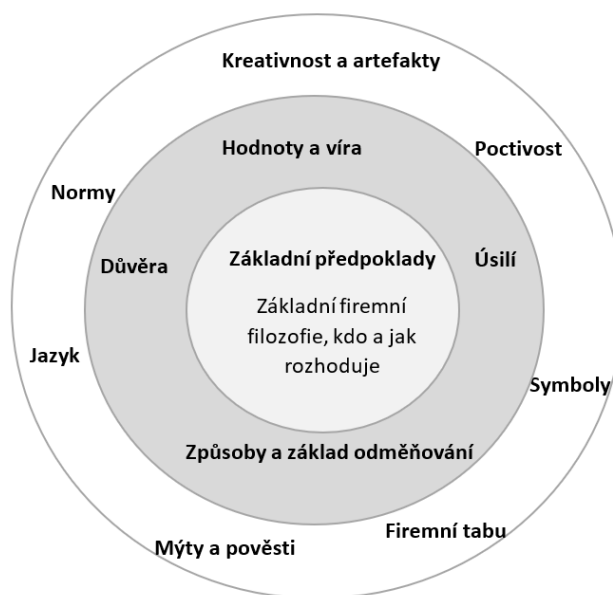 Kreativnost a artefakty
Hodnoty a víra
Poctivost
Normy
Důvěra
Základní předpoklady
Úsilí
Základní firemní
filozofie, kdo a jak
rozhoduje
Jazyk
Symboly
Způsoby a základ odměňování
Firemní tabu
Mýty a pověsti